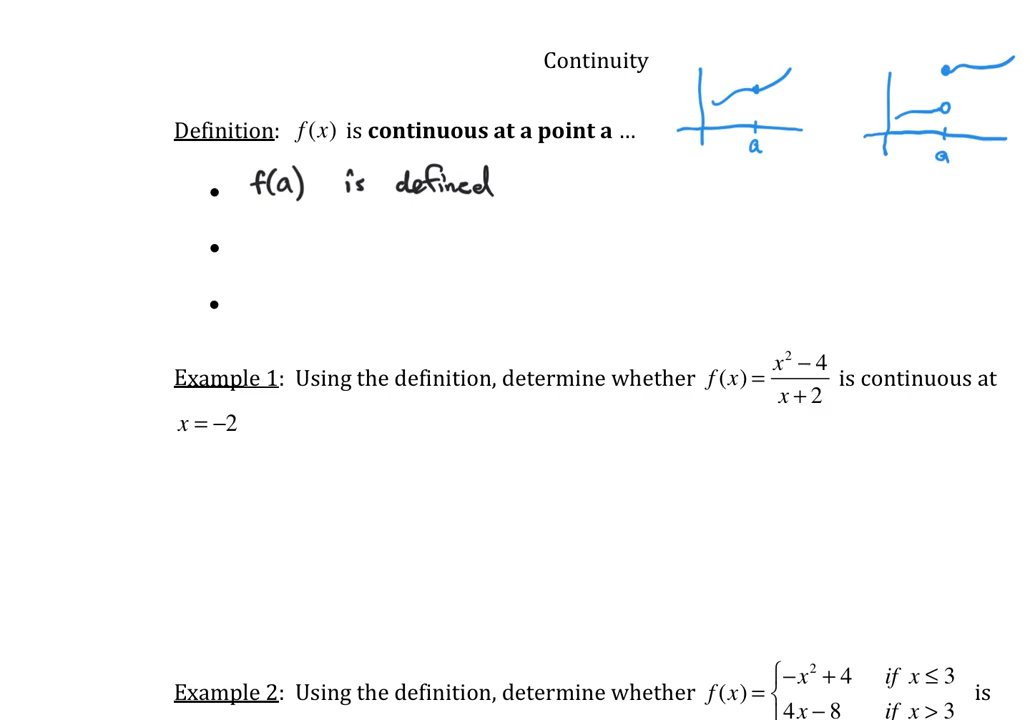 Continuity
Definition: f(x) is continuous at a point a ...
a
a
• f(a) is defined
•
•
Example 1: Using the definition, determine whether f(x) = (x² − 4)/(x + 2) is continuous at
x = −2
Example 2: Using the definition, determine whether f(x) = { −x² + 4 if x ≤ 3 is
4x − 8 if x > 3